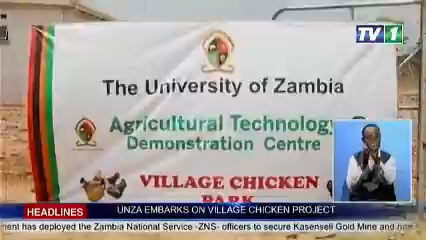 TV1
The University of Zambia
Agricultural Technology
Demonstration Centre
VILLAGE CHICKEN
PARK
HEADLINES
UNZA EMBARKS ON VILLAGE CHICKEN PROJECT
ment has deployed the Zambia National Service -ZNS- officers to secure Kasenseli Gold Mine and